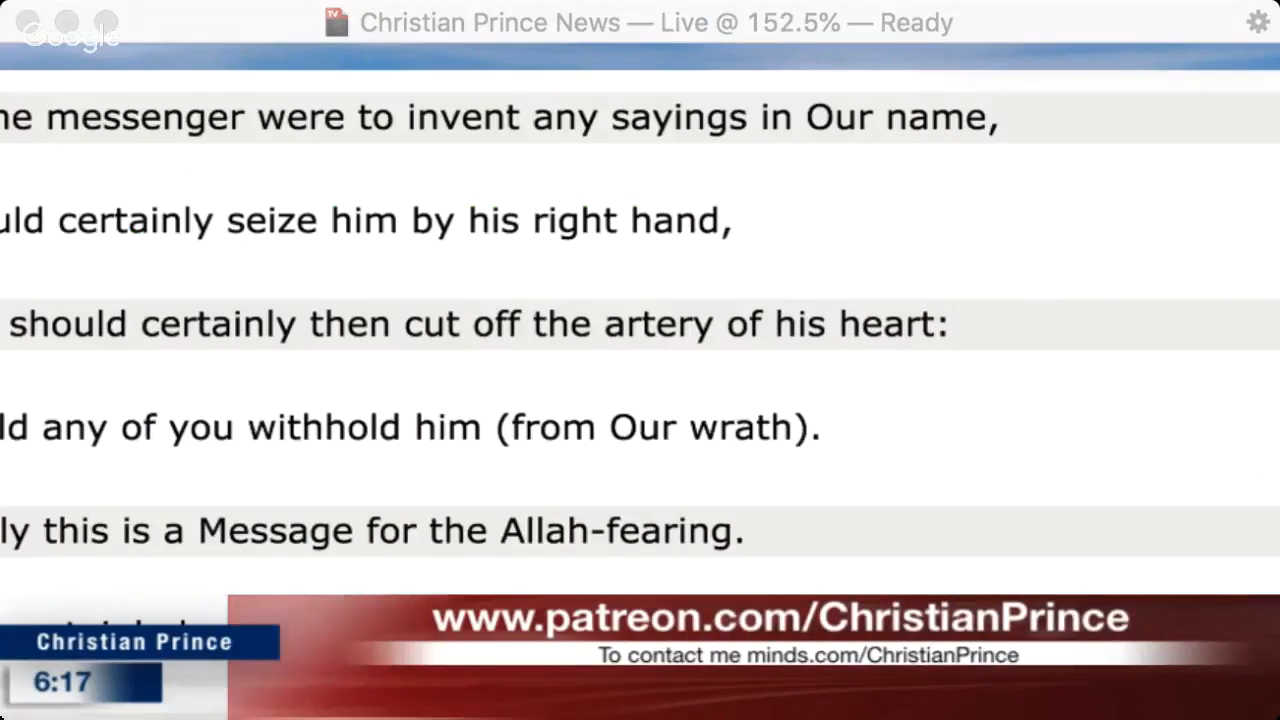 Christian Prince News — Live @ 152.5% — Ready
Google
he messenger were to invent any sayings in Our name,
uld certainly seize him by his right hand,
should certainly then cut off the artery of his heart:
ld any of you withhold him (from Our wrath).
ly this is a Message for the Allah-fearing.
www.patreon.com/ChristianPrince
Christian Prince
To contact me minds.com/ChristianPrince
6:17